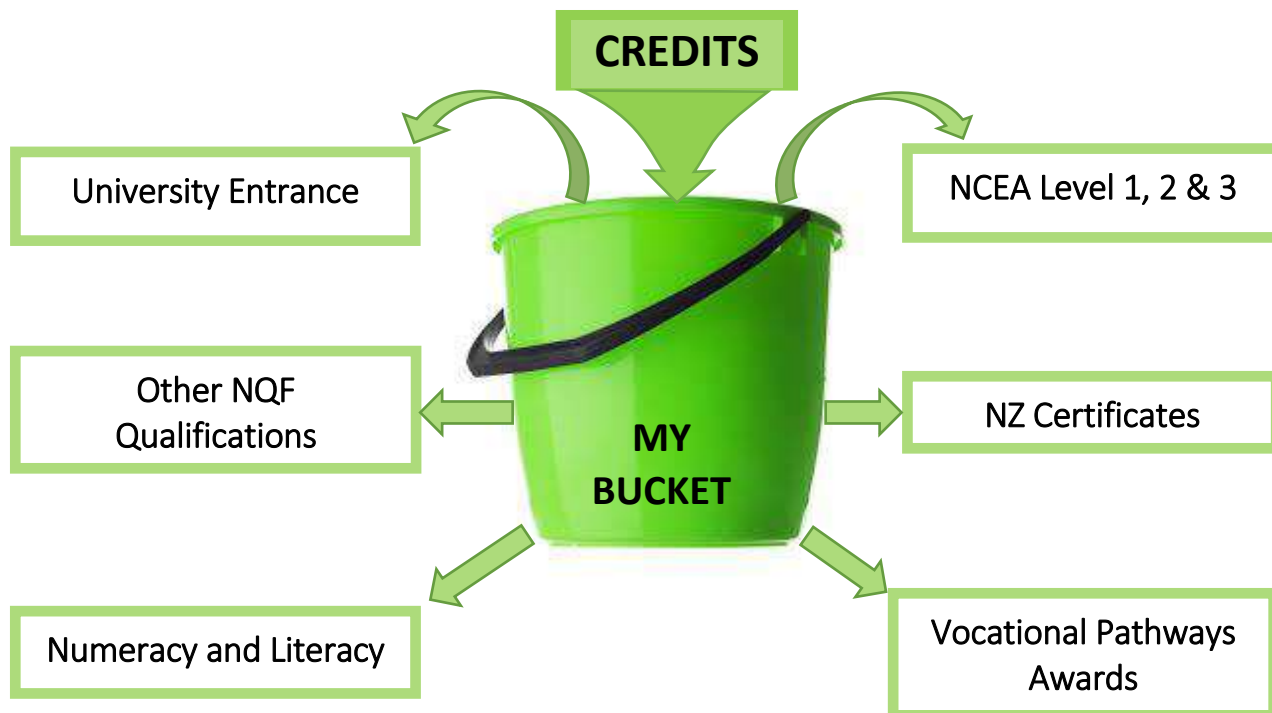 CREDITS
University Entrance
NCEA Level 1, 2 & 3
Other NQF
Qualifications
MY
BUCKET
NZ Certificates
Numeracy and Literacy
Vocational Pathways
Awards